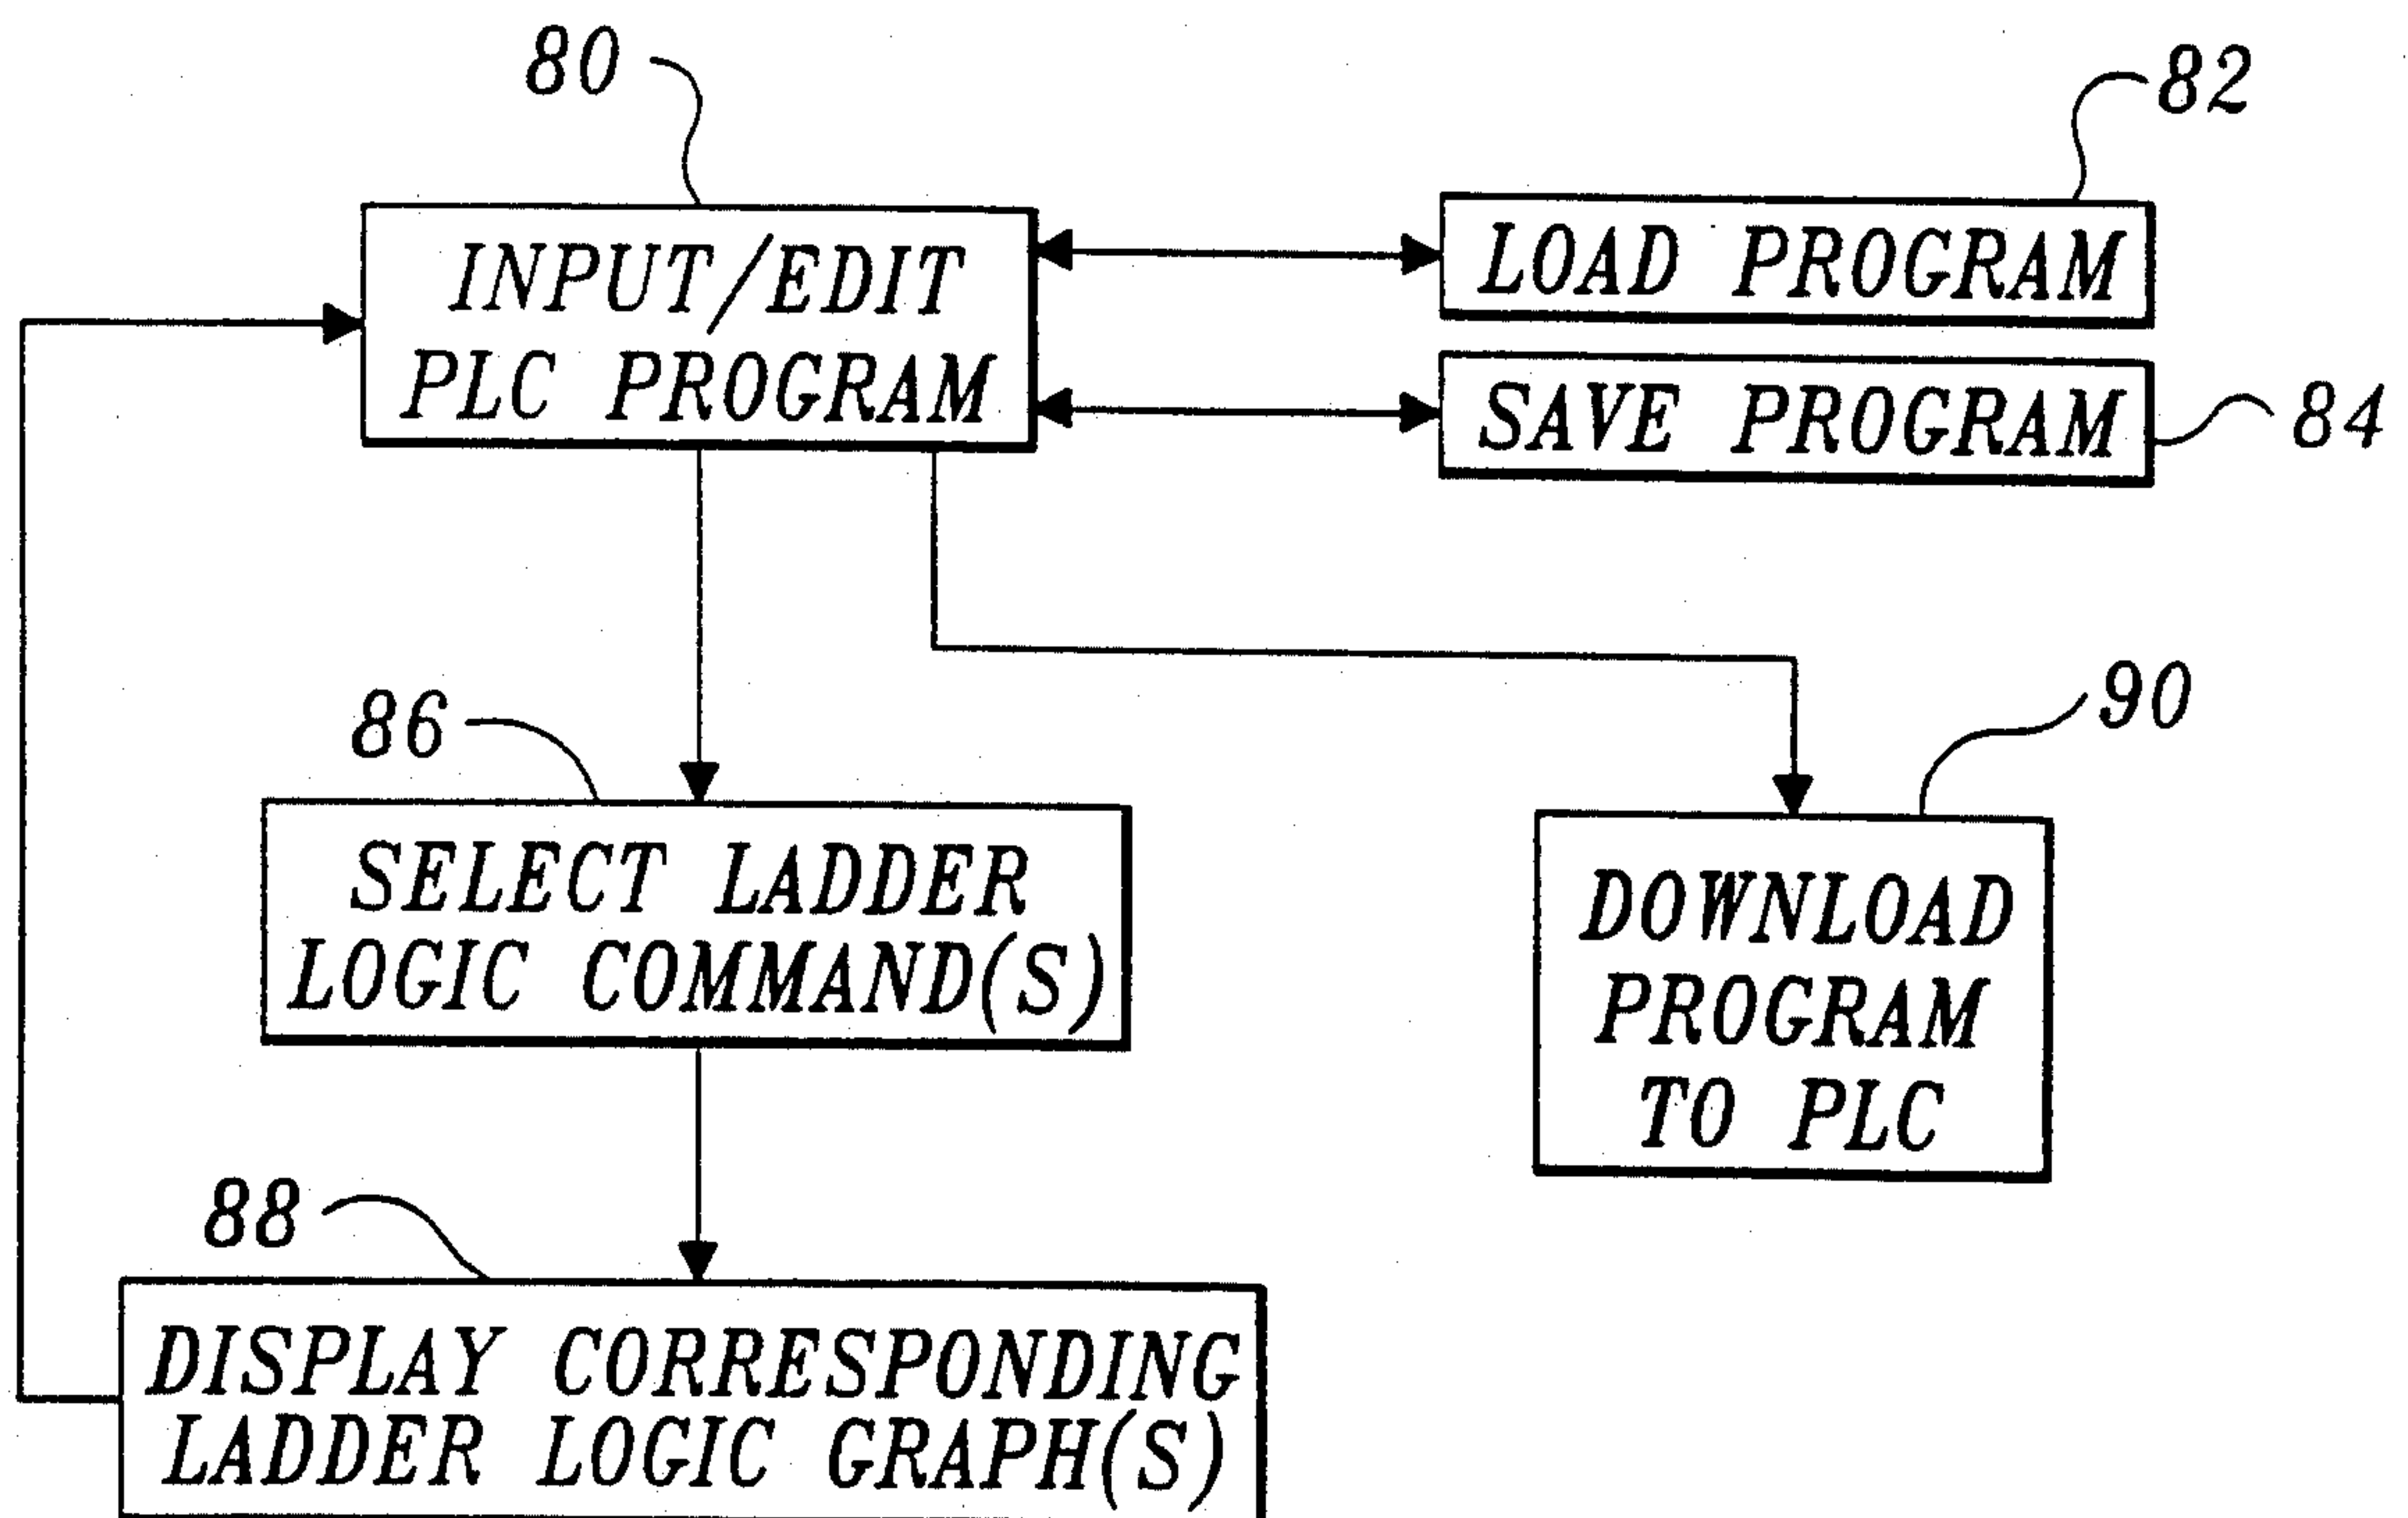 80
82
INPUT/EDIT
PLC PROGRAM
LOAD PROGRAM
SAVE PROGRAM
84
86
90
SELECT LADDER
LOGIC COMMAND(S)
DOWNLOAD
PROGRAM
TO PLC
88
DISPLAY CORRESPONDING
LADDER LOGIC GRAPH(S)